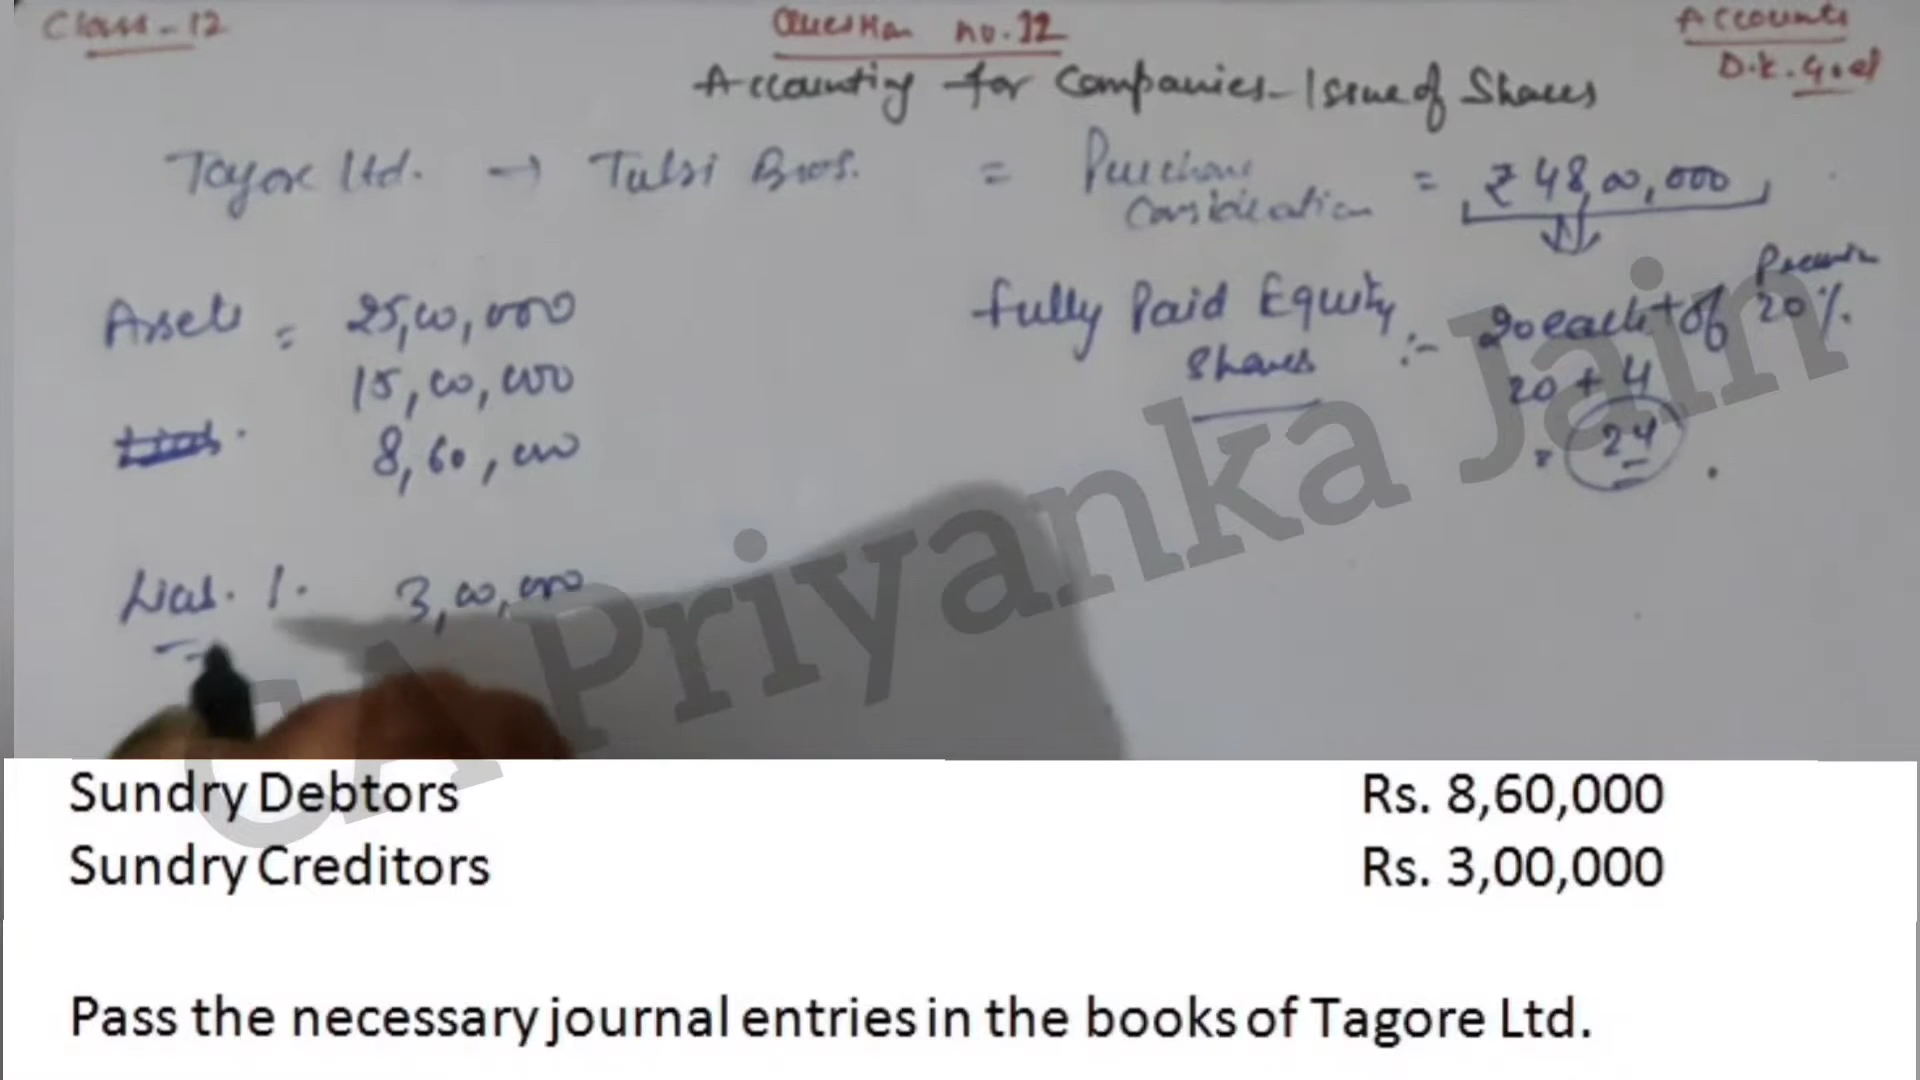 Class-12
Question no.12
Accounts
D.K. Goel
Accounting for Companies - Issue of Shares
Tagore Ltd. → Tulsi Bros. = Purchase Consideration = ₹ 48,00,000
Assets = 25,00,000
15,00,000
8,60,000
Fully Paid Equity Shares :- 20 each + of Premium 20%.
20 + 4
= 24
Liab. 1. 3,00,000
CA Priyanka Jain
Sundry Debtors Rs. 8,60,000
Sundry Creditors Rs. 3,00,000
Pass the necessary journal entries in the books of Tagore Ltd.